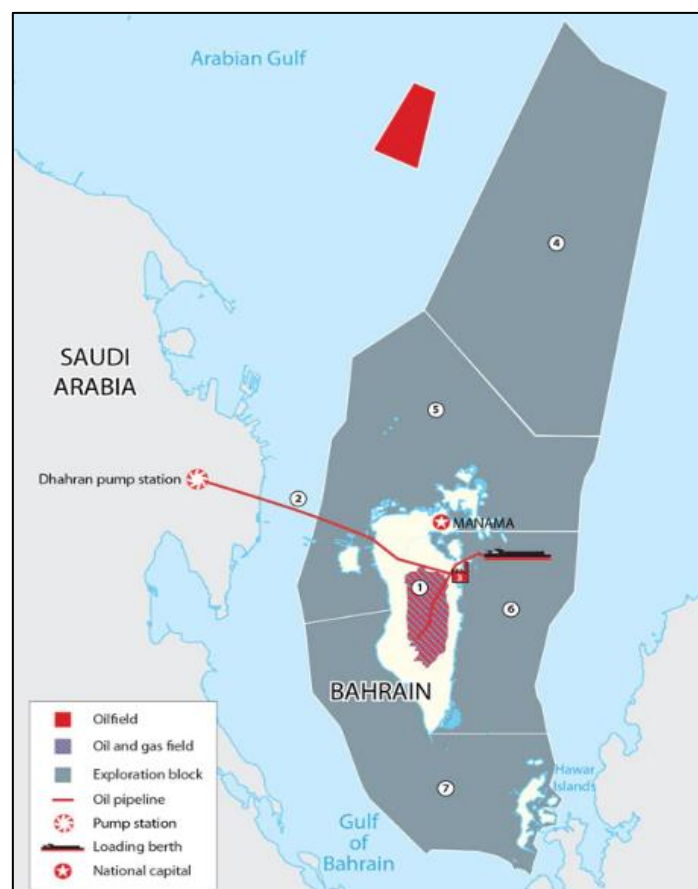 Arabian Gulf
4
SAUDI
ARABIA
5
Dhahran pump station
2
MANAMA
3
1
6
BAHRAIN
Oilfield
Oil and gas field
Exploration block
Oil pipeline
Pump station
Loading berth
National capital
Hawar
Islands
7
Gulf
of
Bahrain